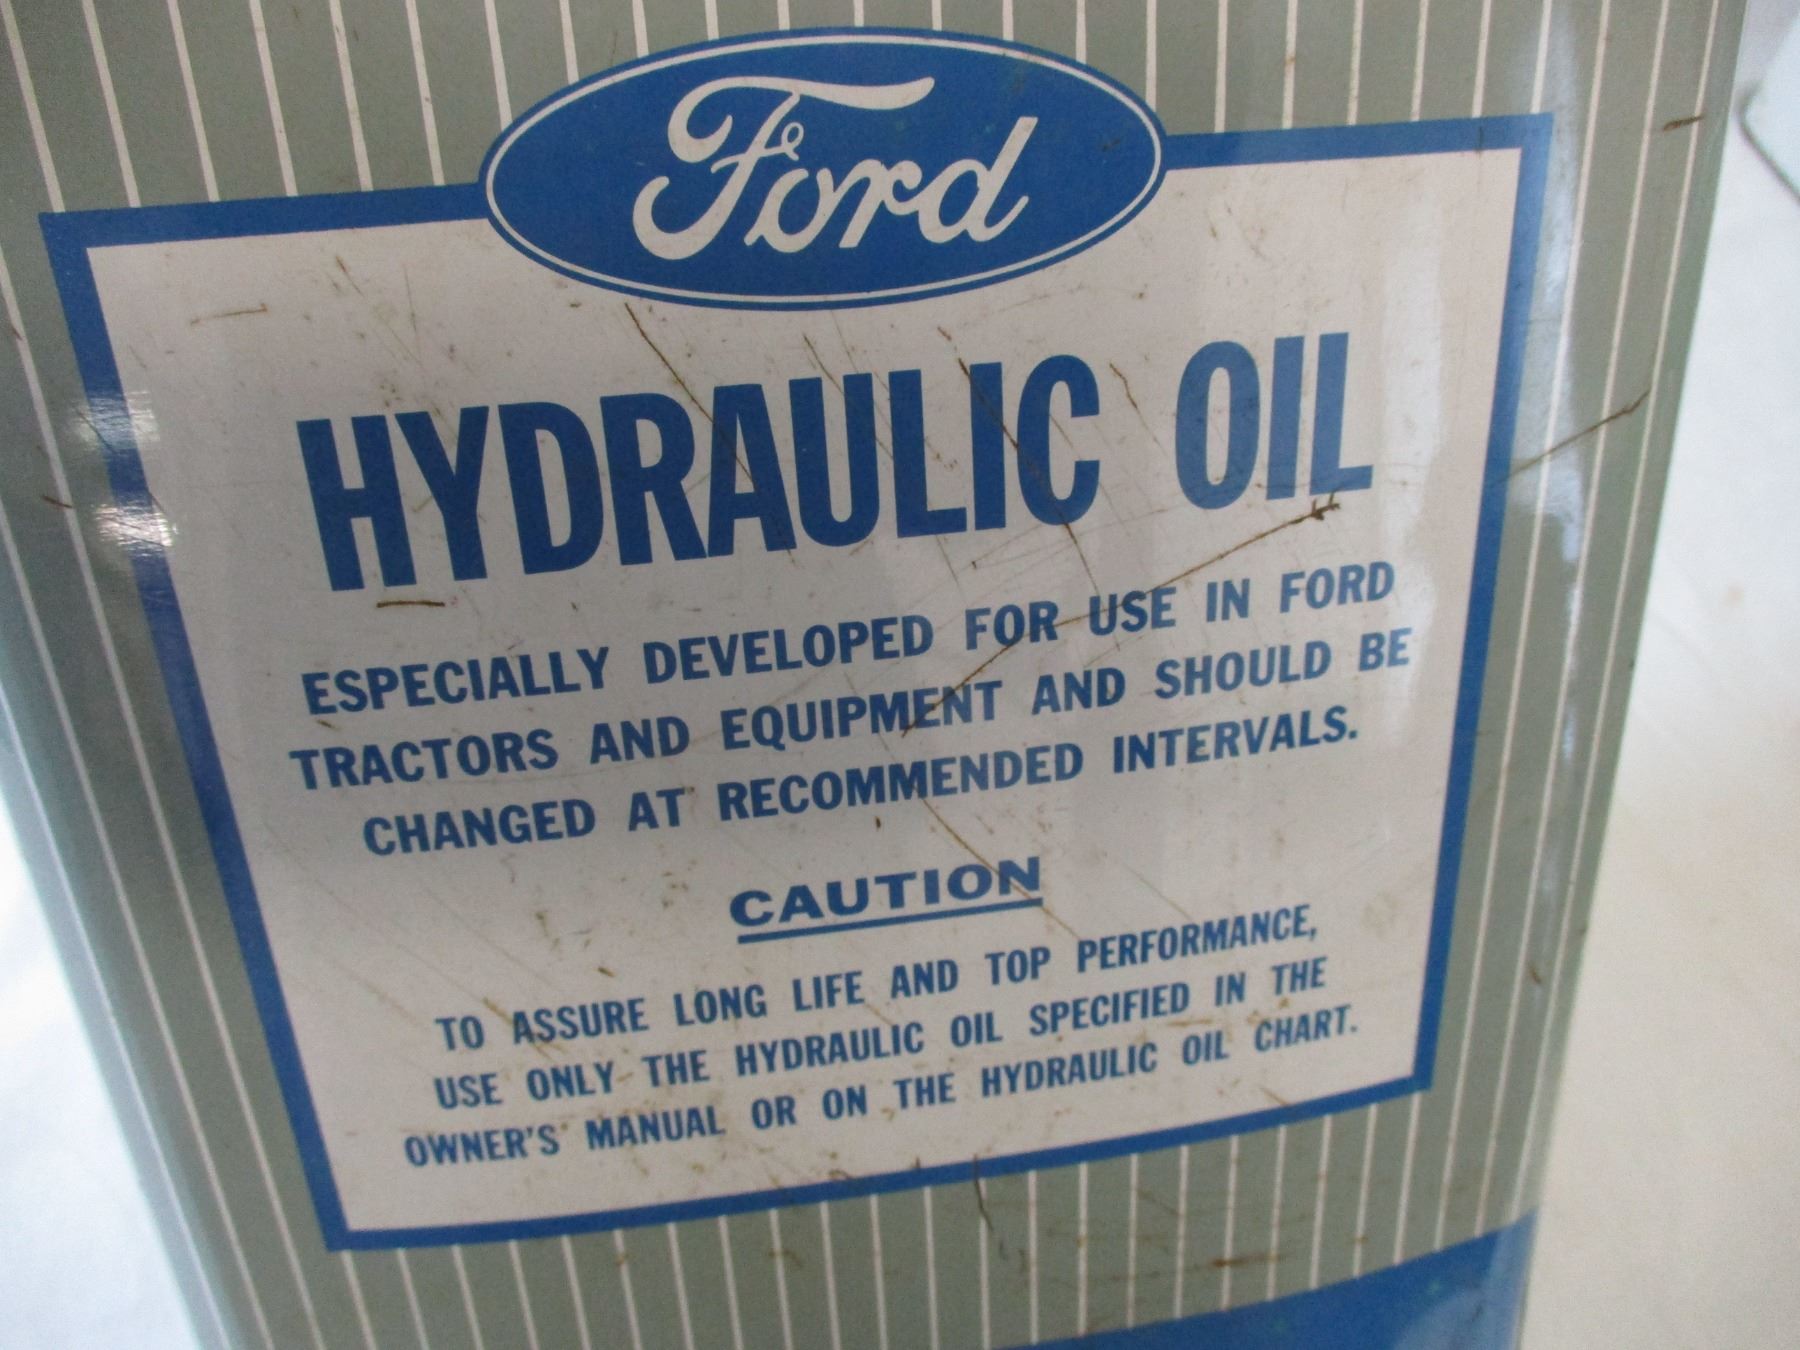 Ford
HYDRAULIC OIL
ESPECIALLY DEVELOPED FOR USE IN FORD
TRACTORS AND EQUIPMENT AND SHOULD BE
CHANGED AT RECOMMENDED INTERVALS.
CAUTION
TO ASSURE LONG LIFE AND TOP PERFORMANCE,
USE ONLY THE HYDRAULIC OIL SPECIFIED IN THE
OWNER'S MANUAL OR ON THE HYDRAULIC OIL CHART.